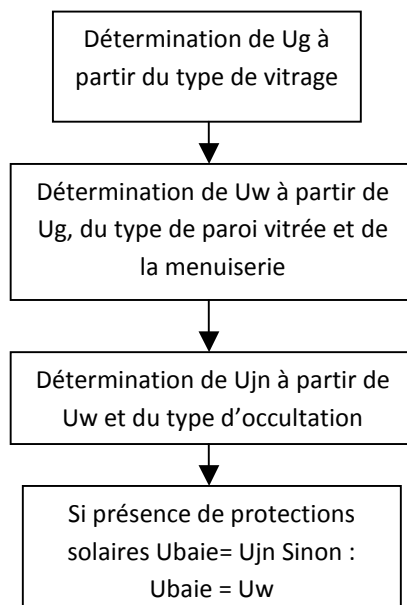 Détermination de Ug à
partir du type de vitrage
Détermination de Uw à partir de
Ug, du type de paroi vitrée et de
la menuiserie
Détermination de Ujn à partir de
Uw et du type d’occultation
Si présence de protections
solaires Ubaie= Ujn Sinon :
Ubaie = Uw